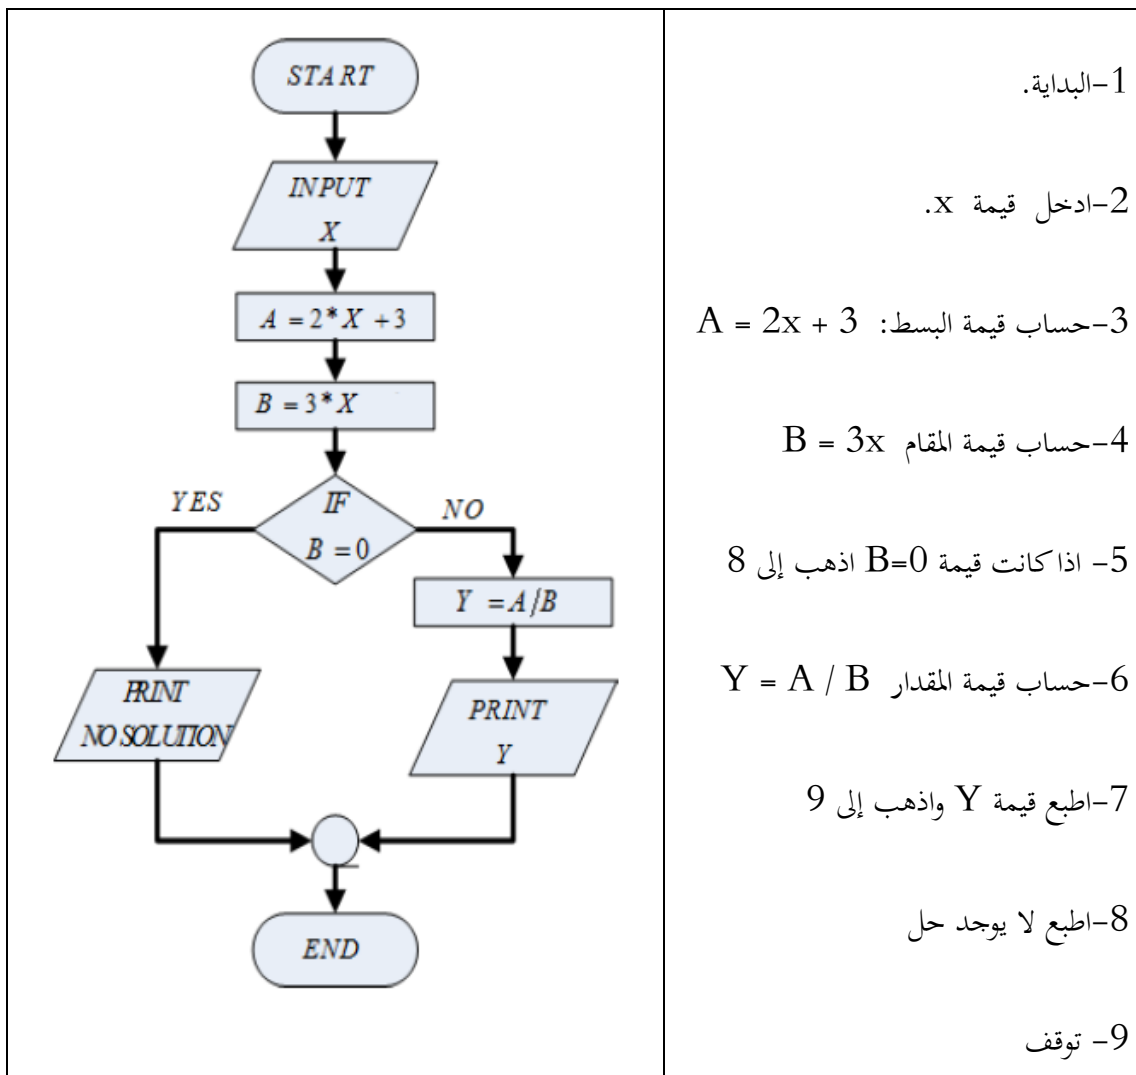 START
INPUT
X
A = 2* X + 3
B = 3* X
IF
B = 0
YES
NO
Y = A/B
PRINT
NO SOLUTION
PRINT
Y
END
1-البداية.
2-ادخل قيمة x.
3-حساب قيمة البسط: A = 2x + 3
4-حساب قيمة المقام B = 3x
5- اذا كانت قيمة B=0 اذهب إلى 8
6-حساب قيمة المقدار Y = A / B
7-اطبع قيمة Y واذهب إلى 9
8-اطبع لا يوجد حل
9- توقف